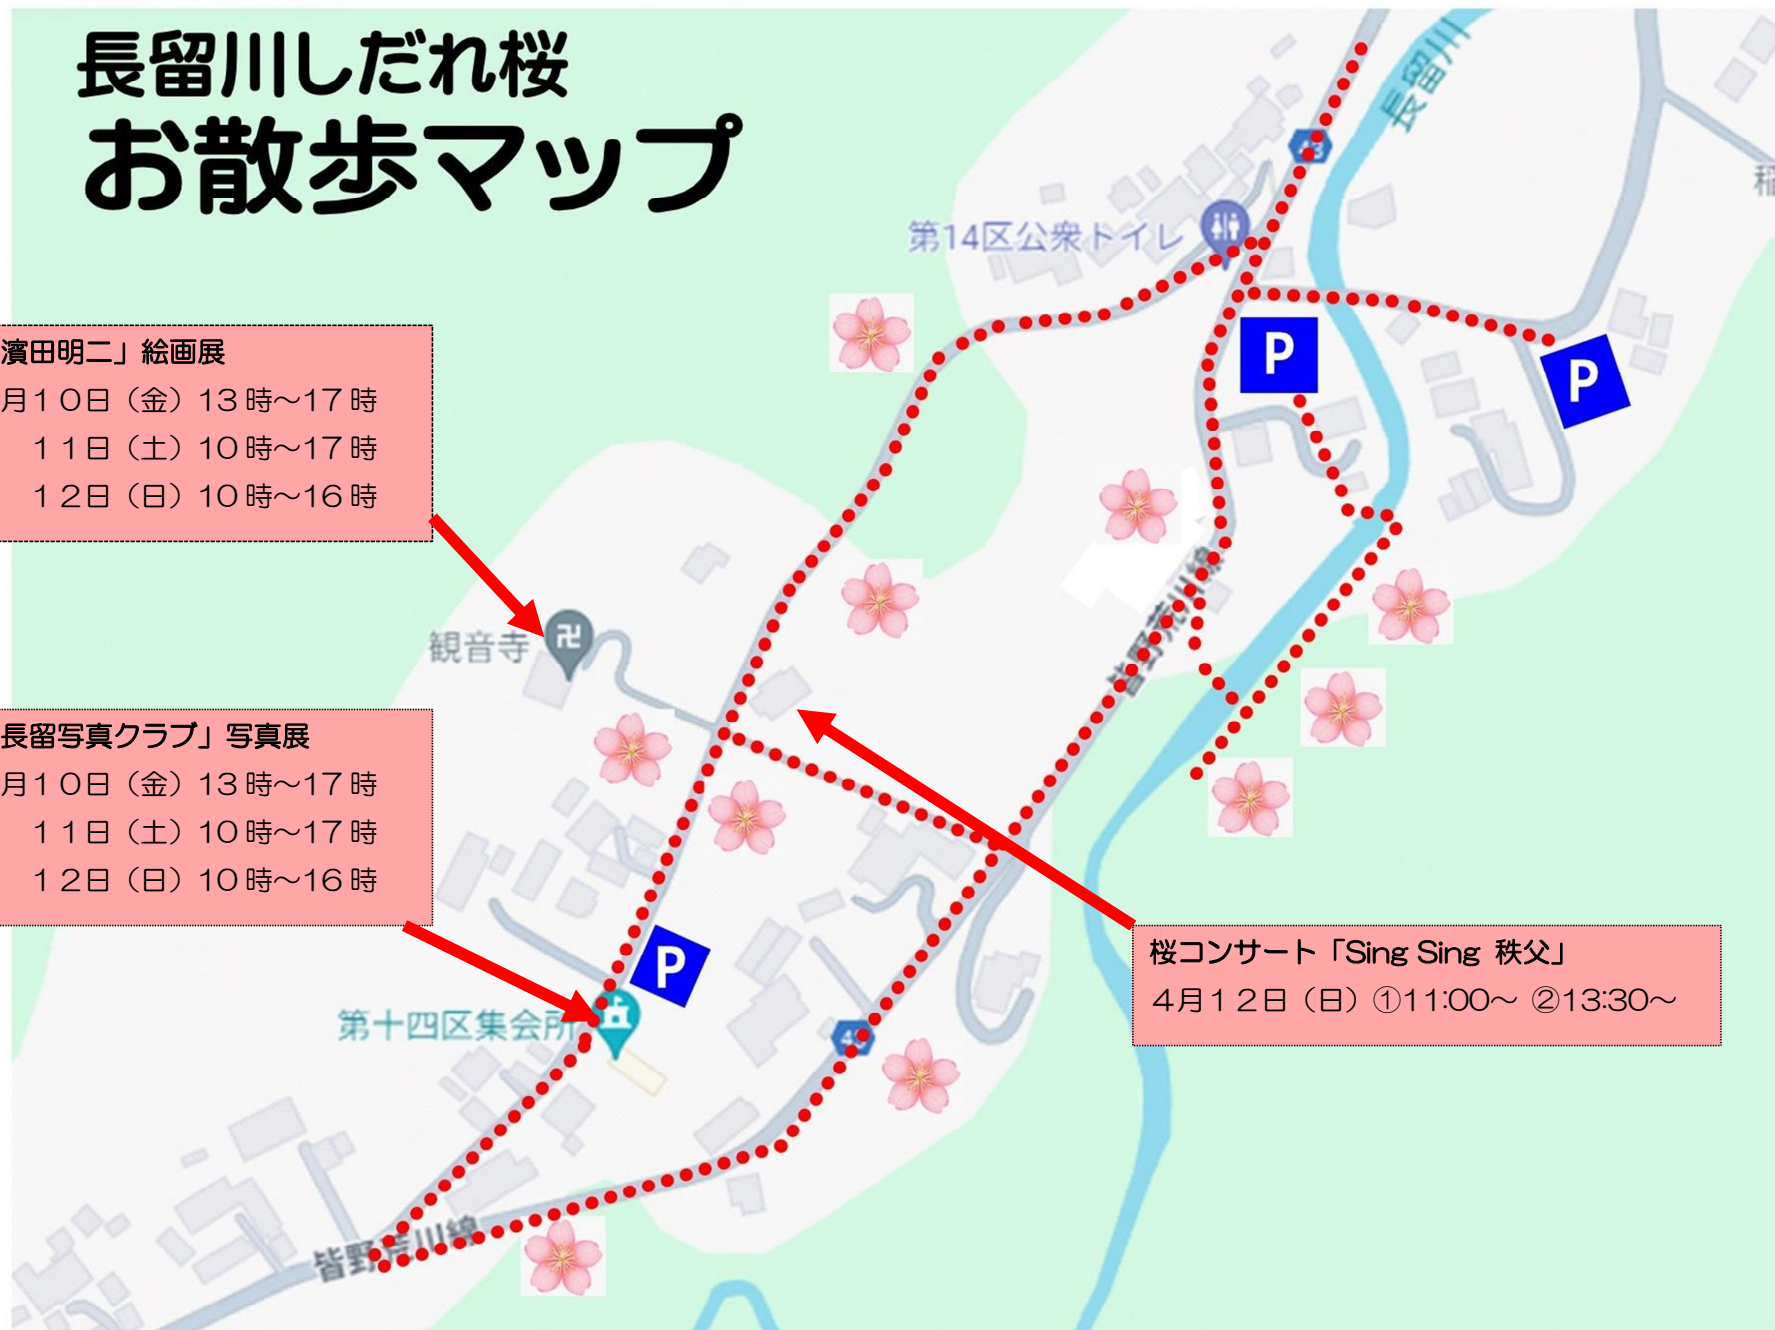 長留川しだれ桜
お散歩マップ
長留川
43
第14区公衆トイレ
P
P
濱田明二」絵画展
月10日(金)13時~17時
11日(土)10時~17時
12日(日)10時~16時
皆野荒川線
観音寺
長留写真クラブ」写真展
月10日(金)13時~17時
11日(土)10時~17時
12日(日)10時~16時
P
桜コンサート「Sing Sing 秩父」
4月12日(日)①11:00~ ②13:30~
第十四区集会所
43
皆野荒川線